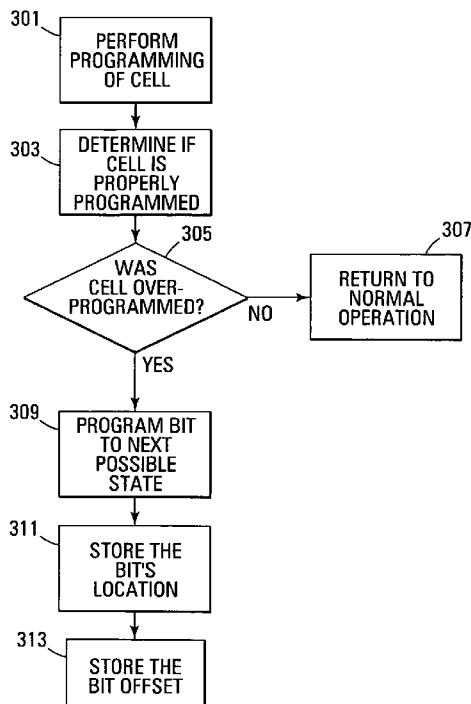 301
PERFORM
PROGRAMMING
OF CELL
303
DETERMINE IF
CELL IS
PROPERLY
PROGRAMMED
305
WAS
CELL OVER-
PROGRAMMED?
NO
307
RETURN TO
NORMAL
OPERATION
YES
309
PROGRAM BIT
TO NEXT
POSSIBLE
STATE
311
STORE THE
BIT'S
LOCATION
313
STORE THE
BIT OFFSET